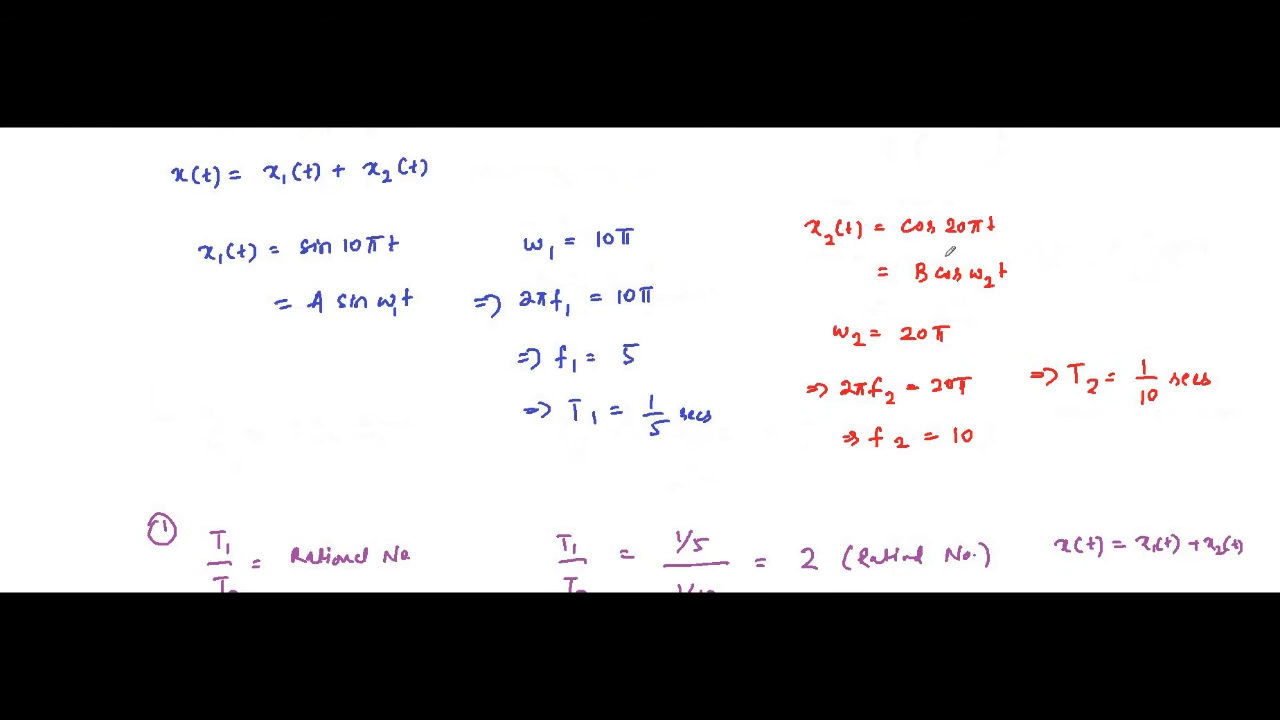 x(t) = x₁(t) + x₂(t)
x₁(t) = sin 10πt
= A sin ω₁t
ω₁ = 10π
⇒ 2πf₁ = 10π
⇒ f₁ = 5
⇒ T₁ = 1/5 secs
x₂(t) = cos 20πt
= B cos ω₂t
ω₂ = 20π
⇒ 2πf₂ = 20π
⇒ f₂ = 10
⇒ T₂ = 1/10 secs
① T₁/T₂ = Rational No
T₁/T₂ = 1/5 / 1/10 = 2 (Rational No.)
x(t) = x₁(t) + x₂(t)